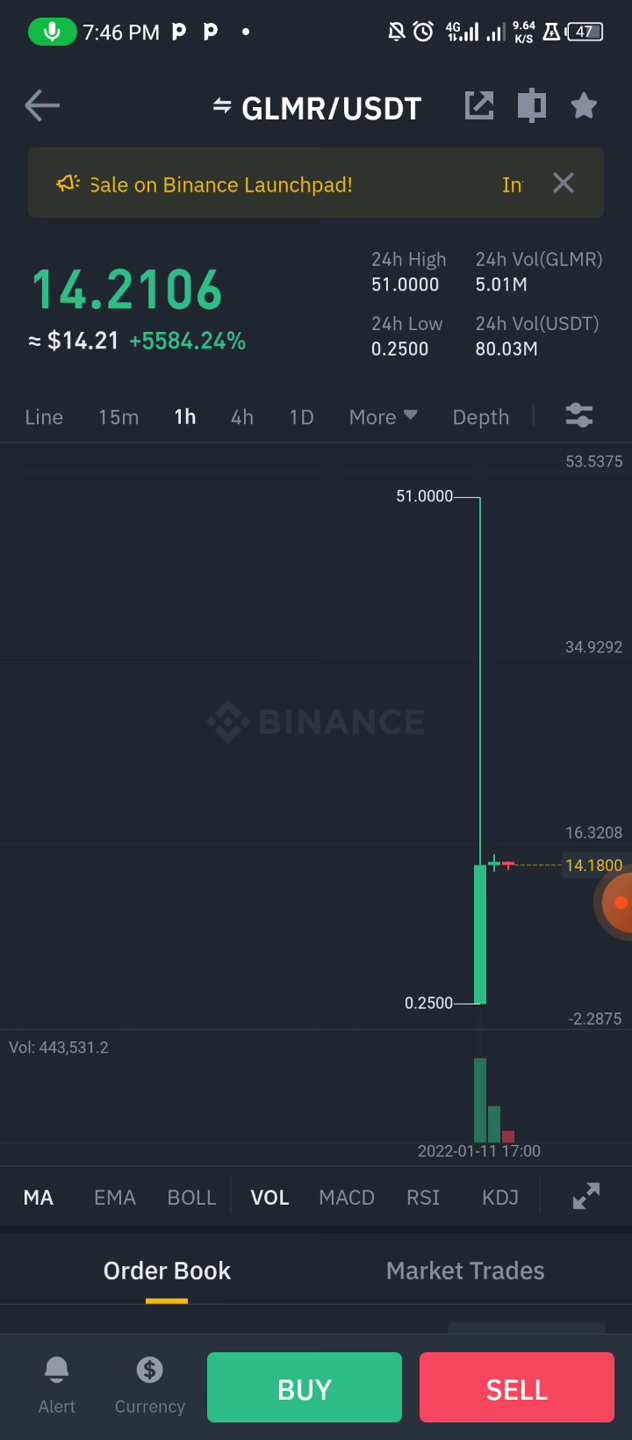 7:46 PM
4G
9.64
K/S
47
GLMR/USDT
Sale on Binance Launchpad! In
14.2106
≈ $14.21 +5584.24%
24h High
51.0000
24h Vol(GLMR)
5.01M
24h Low
0.2500
24h Vol(USDT)
80.03M
Line 15m 1h 4h 1D More Depth
53.5375
51.0000
34.9292
BINANCE
16.3208
14.1800
0.2500
-2.2875
Vol: 443,531.2
2022-01-11 17:00
MA EMA BOLL VOL MACD RSI KDJ
Order Book Market Trades
Alert Currency BUY SELL